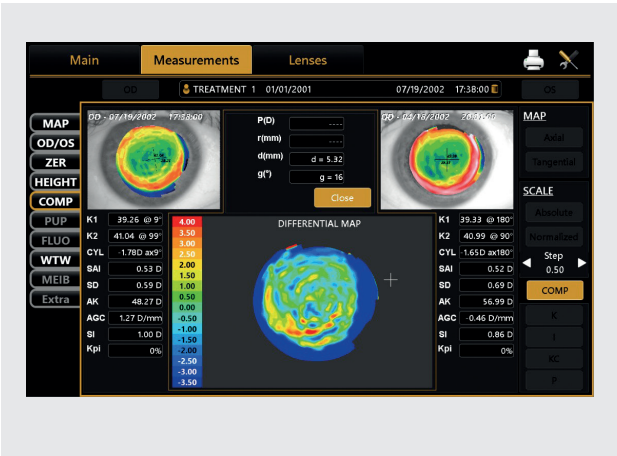 Main Measurements Lenses
OD TREATMENT 1 01/01/2001 07/19/2002 17:38:00 OS
MAP
OD/OS
ZER
HEIGHT
COMP
PUP
FLUO
WTW
MEIB
Extra
OD - 07/19/2002 17:38:00
P(D) ----
r(mm) ----
d(mm) d = 5.32
g(°) g = 16
Close
OD - 04/18/2002
K1 39.26 @ 9°
K2 41.04 @ 99°
CYL -1.78D ax9°
SAI 0.53 D
SD 0.59 D
AK 48.27 D
AGC 1.27 D/mm
SI 1.00 D
Kpi 0%
4.00
3.50
3.00
2.50
2.00
1.50
1.00
0.50
0.00
-0.50
-1.00
-1.50
-2.00
-2.50
-3.00
-3.50
DIFFERENTIAL MAP
K1 39.33 @ 180°
K2 40.99 @ 90°
CYL -1.65D ax180°
SAI 0.52 D
SD 0.69 D
AK 56.99 D
AGC -0.46 D/mm
SI 0.86 D
Kpi 0%
MAP
Axial
Tangential
SCALE
Absolute
Normalized
Step
0.50
COMP
K
I
KC
P